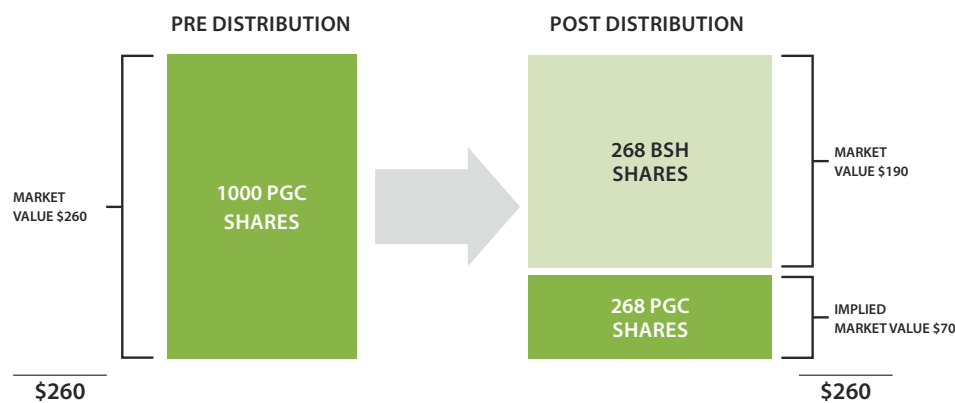 PRE DISTRIBUTION
POST DISTRIBUTION
MARKET
VALUE $260
1000 PGC
SHARES
268 BSH
SHARES
MARKET
VALUE $190
268 PGC
SHARES
IMPLIED
MARKET VALUE $70
$260
$260